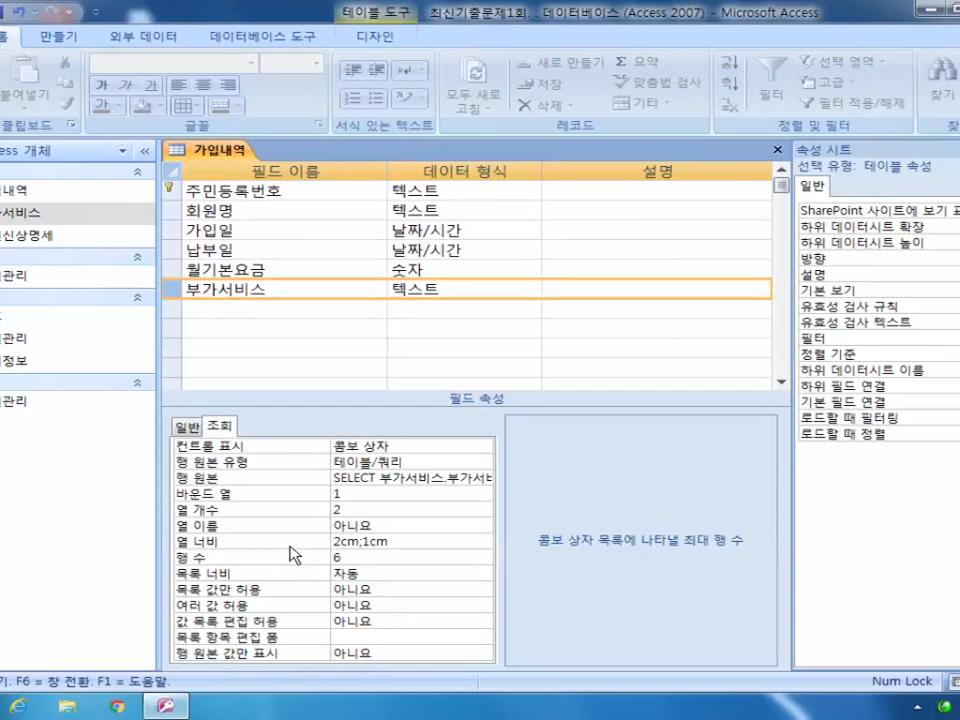 테이블 도구
최신기출문제1회. : 데이터베이스 (Access 2007) - Microsoft Access
홈
만들기
외부 데이터
데이터베이스 도구
디자인
붙여넣기
클립보드
가 가 가
가
글꼴
서식 있는 텍스트
모두 새로
고침
새로 만들기
저장
삭제
Σ 요약
맞춤법 검사
기타
레코드
필터
선택 영역
고급
필터 적용/해제
정렬 및 필터
찾기
ess 개체
내역
서비스
신상명세
관리
관리
정보
관리
가입내역
필드 이름 데이터 형식 설명
주민등록번호 텍스트
회원명 텍스트
가입일 날짜/시간
납부일 날짜/시간
월기본요금 숫자
부가서비스 텍스트
필드 속성
일반 조회
컨트롤 표시 콤보 상자
행 원본 유형 테이블/쿼리
행 원본 SELECT 부가서비스.부가서비
바운드 열 1
열 개수 2
열 이름 아니요
열 너비 2cm;1cm
행 수 6
목록 너비 자동
목록 값만 허용 아니요
여러 값 허용 아니요
값 목록 편집 허용 아니요
목록 항목 편집 폼
행 원본 값만 표시 아니요
콤보 상자 목록에 나타낼 최대 행 수
속성 시트
선택 유형: 테이블 속성
일반
SharePoint 사이트에 보기 표
하위 데이터시트 확장
하위 데이터시트 높이
방향
설명
기본 보기
유효성 검사 규칙
유효성 검사 텍스트
필터
정렬 기준
하위 데이터시트 이름
하위 필드 연결
기본 필드 연결
로드할 때 필터링
로드할 때 정렬
기. F6 = 창 전환. F1 = 도움말.
Num Lock